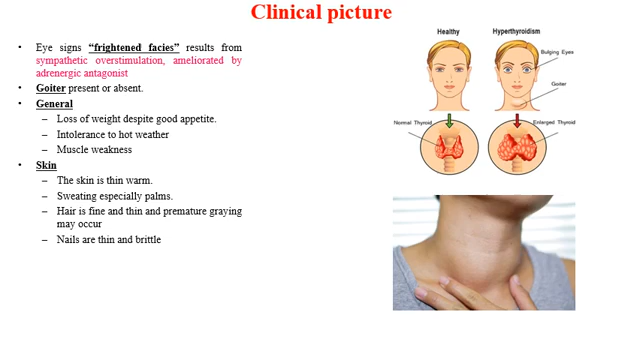 Clinical picture
• Eye signs “frightened facies” results from
sympathetic overstimulation, ameliorated by
adrenergic antagonist
• Goiter present or absent.
• General
– Loss of weight despite good appetite.
– Intolerance to hot weather
– Muscle weakness
• Skin
– The skin is thin warm.
– Sweating especially palms.
– Hair is fine and thin and premature graying
may occur
– Nails are thin and brittle
Healthy
Hyperthyroidism
Bulging Eyes
Goiter
Normal Thyroid
Enlarged Thyroid